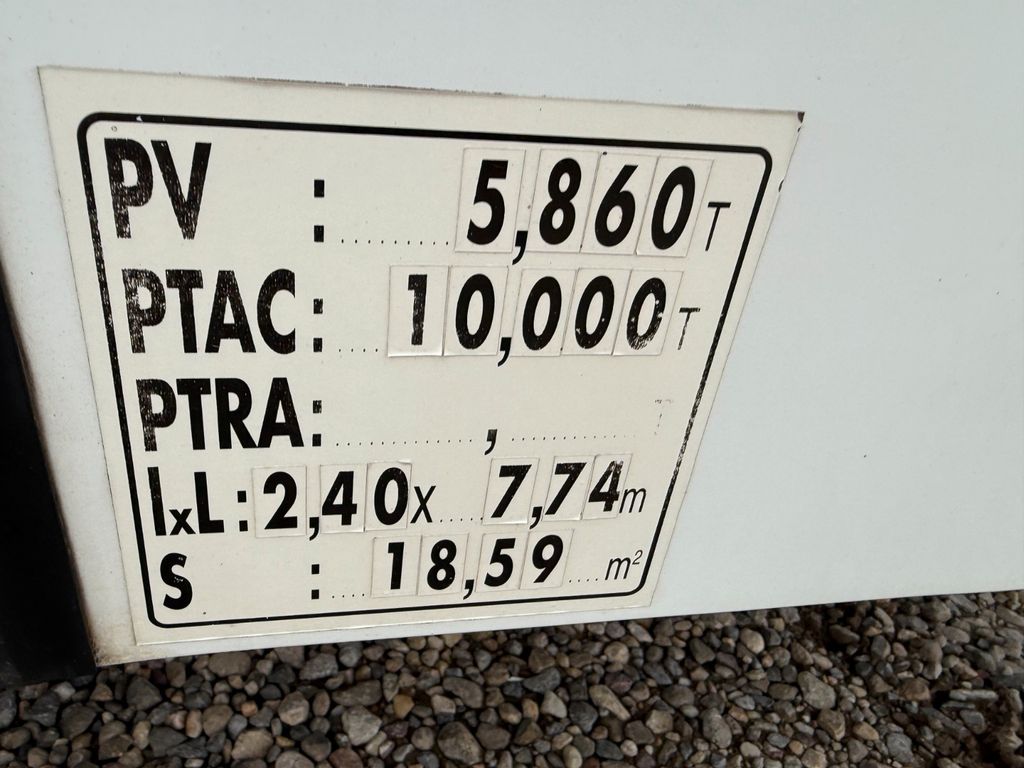 PV : .......... 5,860 T
PTAC : .... 10,000 T
PTRA : ............., ............ T
lxL : 2,40 x .... 7,74 m
S : .... 18,59 .... m²